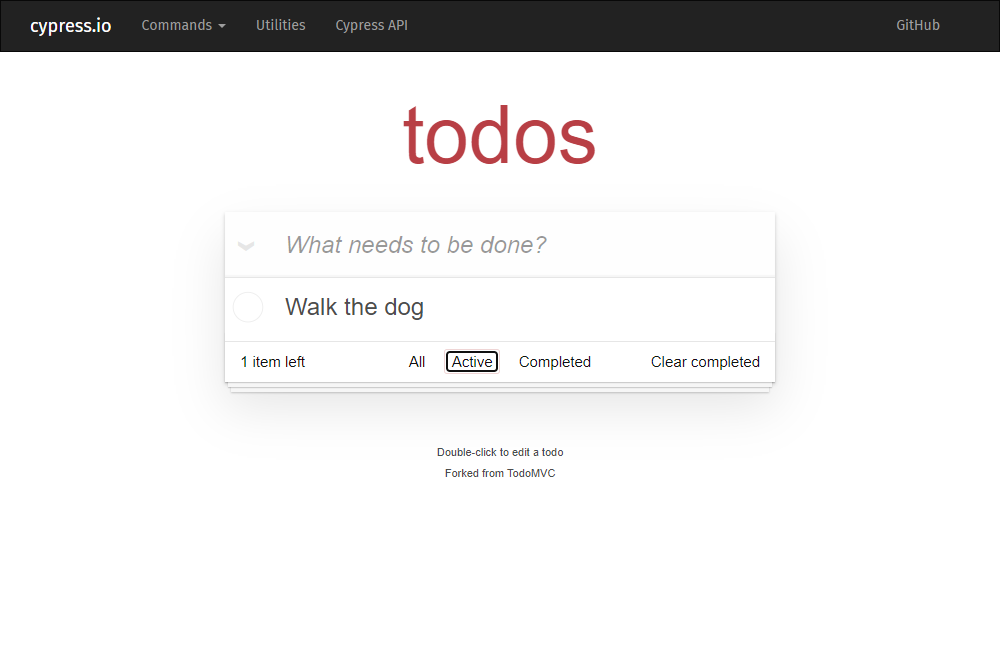 cypress.io Commands Utilities Cypress API GitHub
todos
What needs to be done?
Walk the dog
1 item left All Active Completed Clear completed
Double-click to edit a todo
Forked from TodoMVC